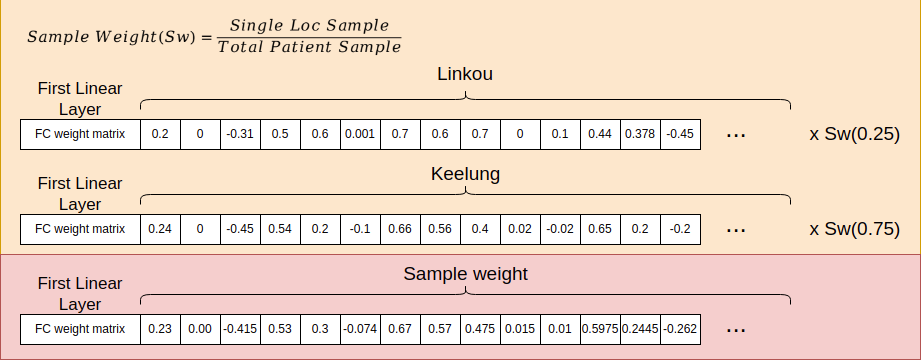 Sample Weight(Sw) = Single Loc Sample / Total Patient Sample
Linkou
First Linear
Layer
FC weight matrix 0.2 0 -0.31 0.5 0.6 0.001 0.7 0.6 0.7 0 0.1 0.44 0.378 -0.45 ... x Sw(0.25)
Keelung
First Linear
Layer
FC weight matrix 0.24 0 -0.45 0.54 0.2 -0.1 0.66 0.56 0.4 0.02 -0.02 0.65 0.2 -0.2 ... x Sw(0.75)
Sample weight
First Linear
Layer
FC weight matrix 0.23 0.00 -0.415 0.53 0.3 -0.074 0.67 0.57 0.475 0.015 0.01 0.5975 0.2445 -0.262 ...